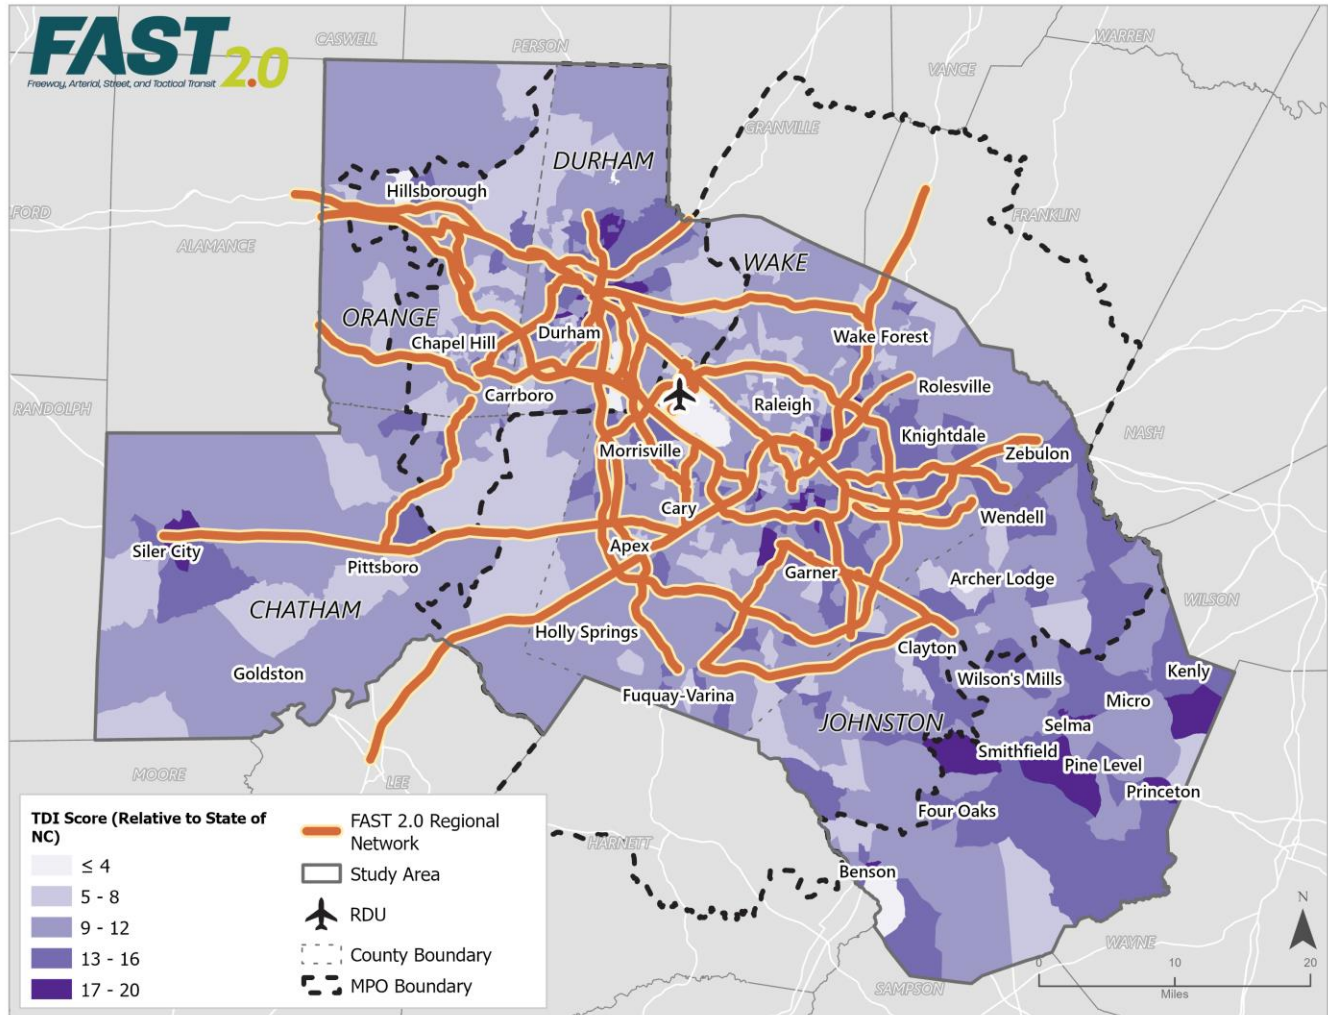 FAST 2.0
Freeway, Arterial, Street, and Tactical Transit
CASWELL
PERSON
WARREN
VANCE
GRANVILLE
DURHAM
Hillsborough
FORD
ALAMANCE
FRANKLIN
WAKE
ORANGE
Chapel Hill
Durham
Wake Forest
Carrboro
Rolesville
RANDOLPH
Raleigh
Knightdale
NASH
Morrisville
Zebulon
Cary
Wendell
Siler City
Pittsboro
Apex
Garner
Archer Lodge
CHATHAM
WILSON
Holly Springs
Clayton
Goldston
Wilson's Mills
Kenly
Fuquay-Varina
Micro
JOHNSTON
Selma
Smithfield
Pine Level
MOORE
LEE
Princeton
Four Oaks
HARNETT
Benson
WAYNE
SAMPSON
TDI Score (Relative to State of
NC)
≤ 4
5 - 8
9 - 12
13 - 16
17 - 20
FAST 2.0 Regional
Network
Study Area
RDU
County Boundary
MPO Boundary
N
0 10 20
Miles